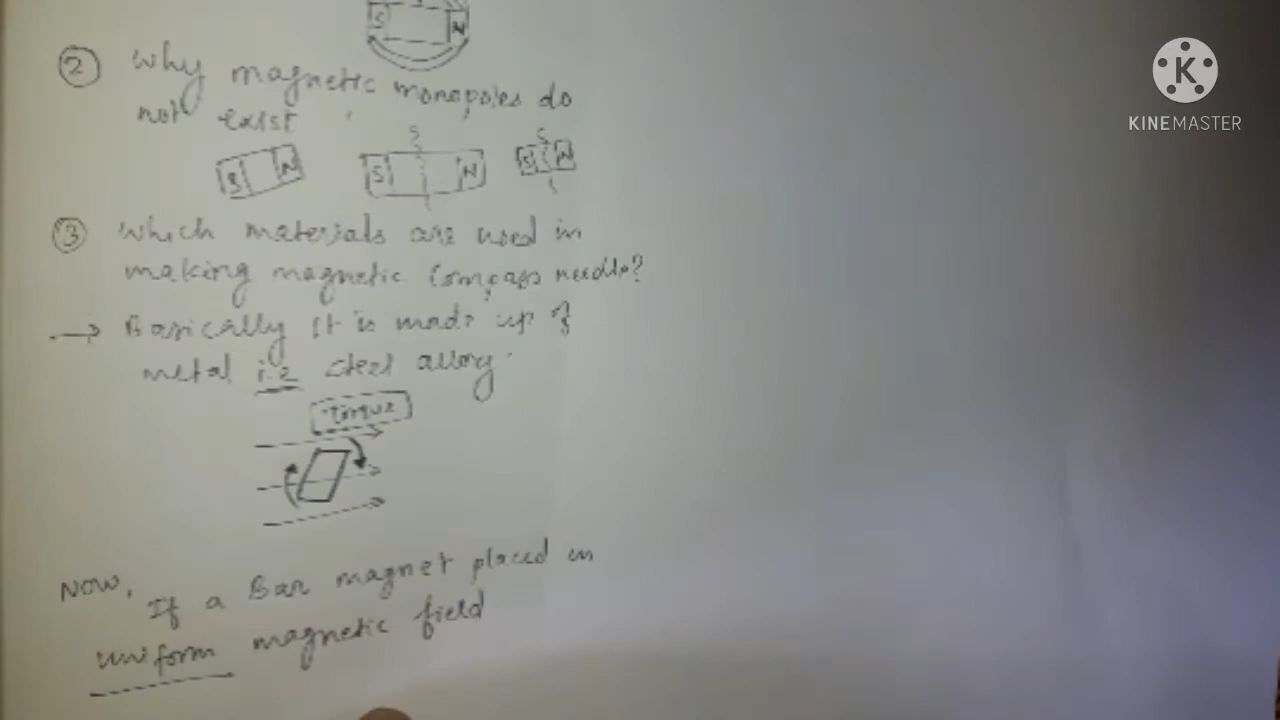 S N
② Why magnetic monopoles do
not exist
S N S S N S S N
③ Which materials are used in
making magnetic compass needle?
→ Basically it is made up of
metal i.e steel alloy.
Torque
Now,
If a Bar magnet placed in
uniform magnetic field
K
KINEMASTER